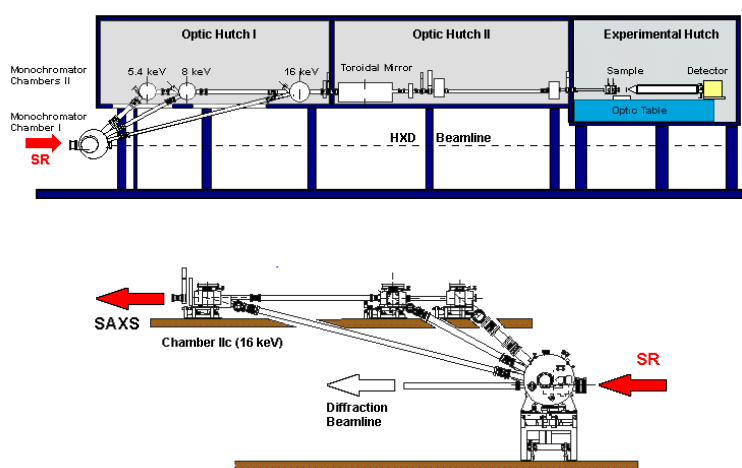 Optic Hutch I
Optic Hutch II
Experimental Hutch
Monochromator
Chambers II
5.4 keV
8 keV
16 keV
Toroidal Mirror
Sample
Detector
Optic Table
Monochromator
Chamber I
SR
HXD Beamline
SAXS
Chamber IIc (16 keV)
SR
Diffraction
Beamline